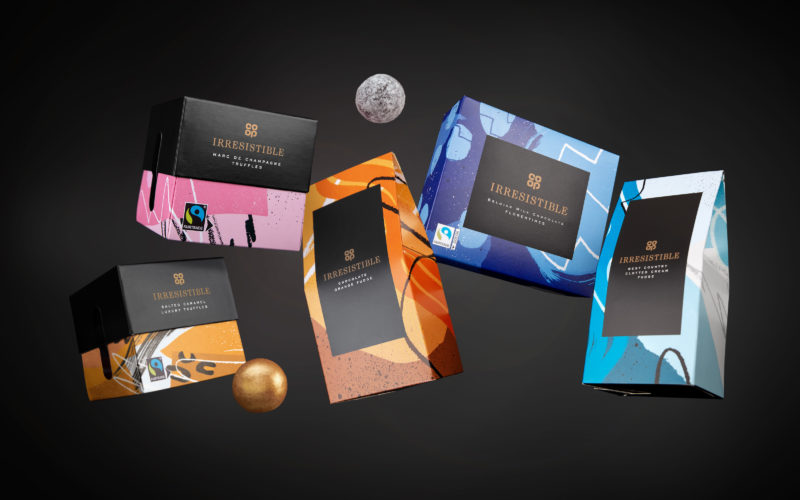 CO
OP
IRRESISTIBLE
MARC DE CHAMPAGNE
TRUFFLES
FAIRTRADE
CO
OP
IRRESISTIBLE
SALTED CARAMEL
LUXURY TRUFFLES
FAIRTRADE
CO
OP
IRRESISTIBLE
CHOCOLATE
ORANGE FUDGE
CO
OP
IRRESISTIBLE
BELGIAN MILK CHOCOLATE
FLORENTINES
CO
OP
IRRESISTIBLE
WEST COUNTRY
CLOTTED CREAM
FUDGE